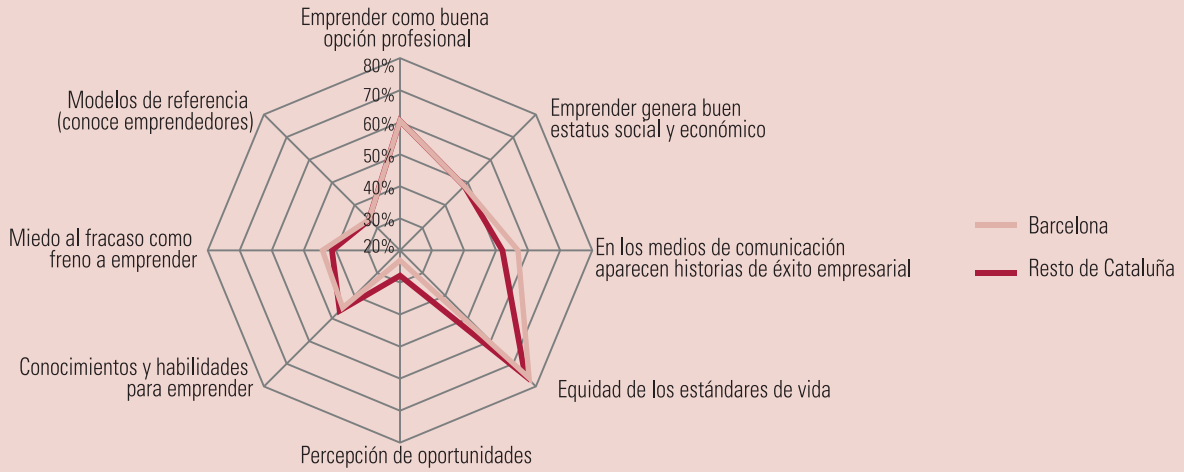 Emprender como buena
opción profesional
80%
70%
60%
50%
40%
30%
20%
Emprender genera buen
estatus social y económico
En los medios de comunicación
aparecen historias de éxito empresarial
Equidad de los estándares de vida
Percepción de oportunidades
Conocimientos y habilidades
para emprender
Miedo al fracaso como
freno a emprender
Modelos de referencia
(conoce emprendedores)
Barcelona
Resto de Cataluña